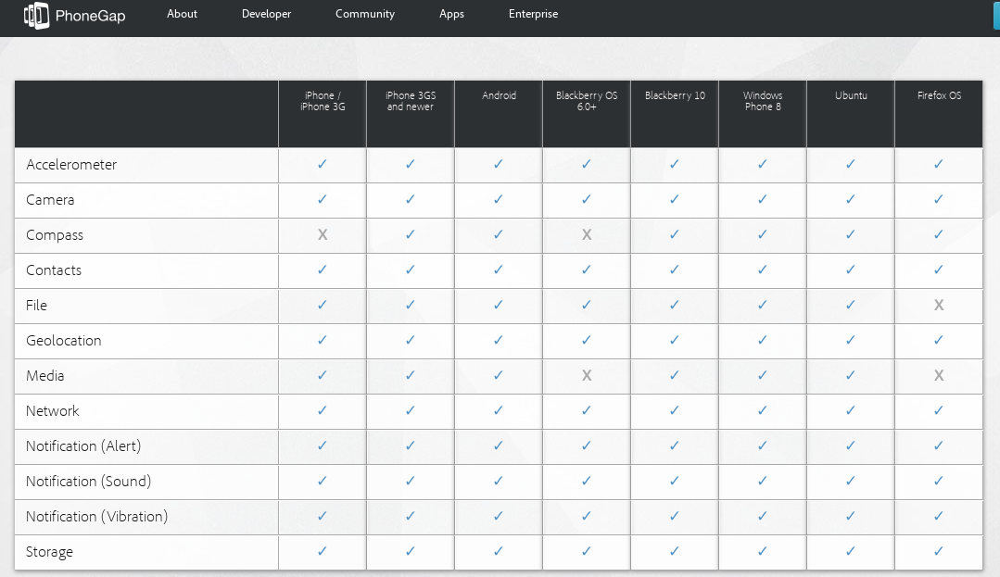 PhoneGap About Developer Community Apps Enterprise
iPhone / iPhone 3G iPhone 3GS and newer Android Blackberry OS 6.0+ Blackberry 10 Windows Phone 8 Ubuntu Firefox OS
Accelerometer ✓ ✓ ✓ ✓ ✓ ✓ ✓ ✓
Camera ✓ ✓ ✓ ✓ ✓ ✓ ✓ ✓
Compass X ✓ ✓ X ✓ ✓ ✓ ✓
Contacts ✓ ✓ ✓ ✓ ✓ ✓ ✓ ✓
File ✓ ✓ ✓ ✓ ✓ ✓ ✓ X
Geolocation ✓ ✓ ✓ ✓ ✓ ✓ ✓ ✓
Media ✓ ✓ ✓ X ✓ ✓ ✓ X
Network ✓ ✓ ✓ ✓ ✓ ✓ ✓ ✓
Notification (Alert) ✓ ✓ ✓ ✓ ✓ ✓ ✓ ✓
Notification (Sound) ✓ ✓ ✓ ✓ ✓ ✓ ✓ ✓
Notification (Vibration) ✓ ✓ ✓ ✓ ✓ ✓ ✓ ✓
Storage ✓ ✓ ✓ ✓ ✓ ✓ ✓ ✓